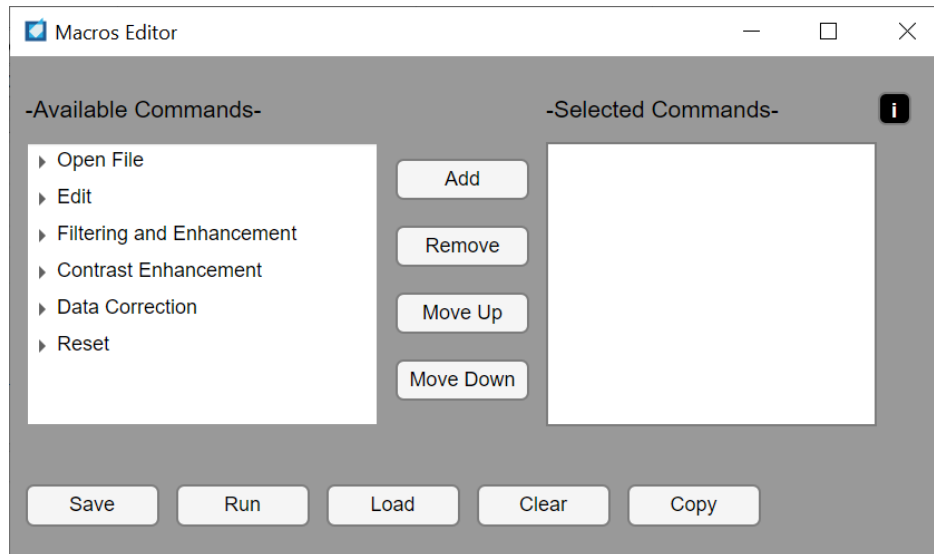 Macros Editor
-Available Commands-
-Selected Commands-
i
Open File
Edit
Filtering and Enhancement
Contrast Enhancement
Data Correction
Reset
Add
Remove
Move Up
Move Down
Save
Run
Load
Clear
Copy